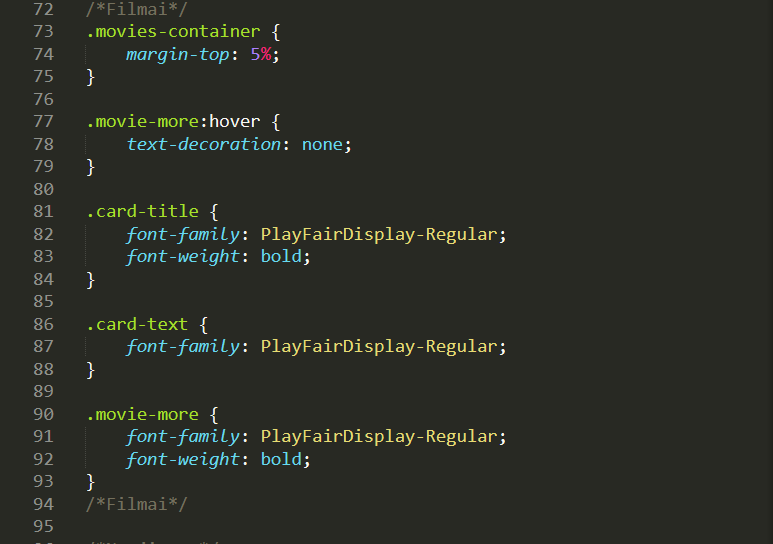 72 /*Filmai*/
73 .movies-container {
74     margin-top: 5%;
75 }
76
77 .movie-more:hover {
78     text-decoration: none;
79 }
80
81 .card-title {
82     font-family: PlayFairDisplay-Regular;
83     font-weight: bold;
84 }
85
86 .card-text {
87     font-family: PlayFairDisplay-Regular;
88 }
89
90 .movie-more {
91     font-family: PlayFairDisplay-Regular;
92     font-weight: bold;
93 }
94 /*Filmai*/
95